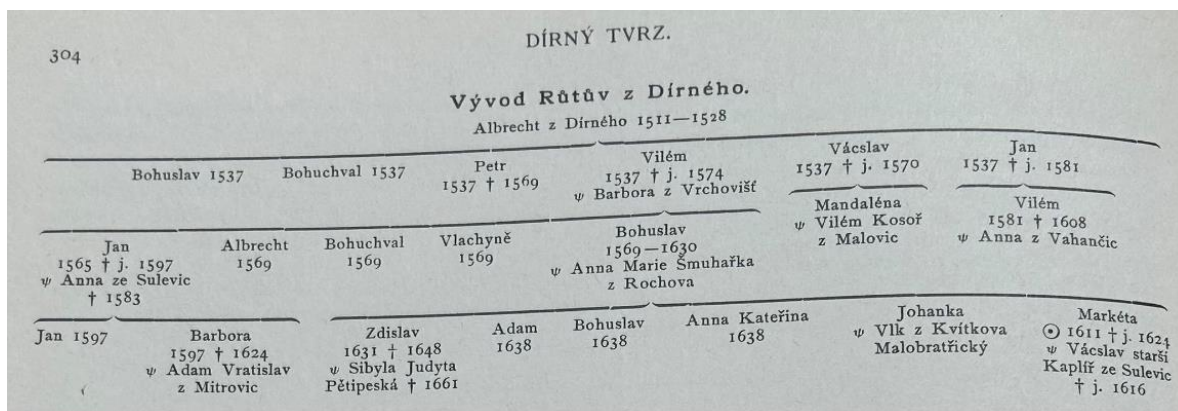 304
DÍRNÝ TVRZ.
Vývod Růtův z Dírného.
Albrecht z Dírného 1511—1528
Bohuslav 1537
Bohuchval 1537
Petr
1537 † 1569
Vilém
1537 † j. 1574
ψ Barbora z Vrchovišť
Vácslav
1537 † j. 1570
Jan
1537 † j. 1581
Mandaléna
ψ Vilém Kosoř
z Malovic
Vilém
1581 † 1608
ψ Anna z Vahančic
Jan
1565 † j. 1597
ψ Anna ze Sulevic
† 1583
Albrecht
1569
Bohuchval
1569
Vlachyně
1569
Bohuslav
1569—1630
ψ Anna Marie Šmuhařka
z Rochova
Jan 1597
Barbora
1597 † 1624
ψ Adam Vratislav
z Mitrovic
Zdislav
1631 † 1648
ψ Sibyla Judyta
Pětipeská † 1661
Adam
1638
Bohuslav
1638
Anna Kateřina
1638
Johanka
ψ Vlk z Kvítkova
Malobratřický
Markéta
⊙ 1611 † j. 1624
ψ Vácslav starší
Kaplíř ze Sulevic
† j. 1616